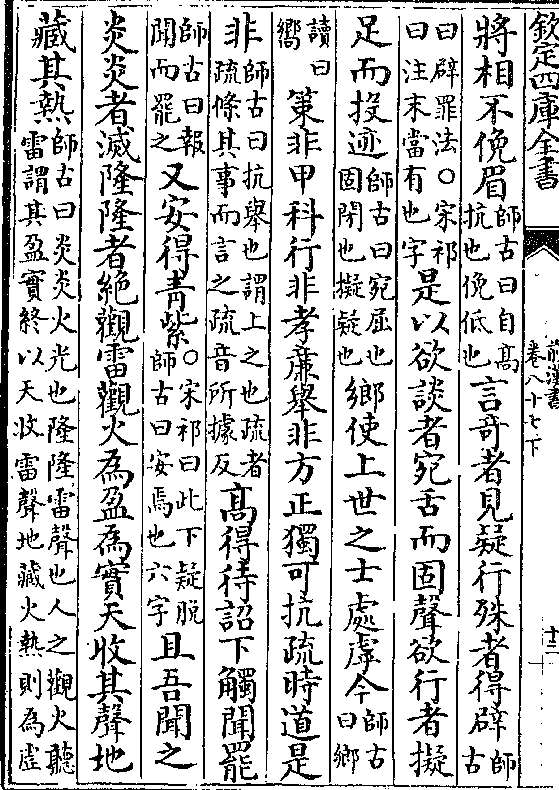 欽定四庫全書
前漢書
卷八十七下
十三
將相不俛眉師古曰自高抗也俛低也言奇者見疑行殊者得辟師古
曰辟罪法○宋祁曰注末當有也字是以欲談者宛舌而固聲欲行者擬
足而投迹師古曰宛屈也固閉也擬疑也鄉使上世之士處虖今師古曰鄉
讀曰嚮策非甲科行非孝廉舉非方正獨可抗疏時道是
非師古曰抗舉也謂上之也疏者疏條其事而言之疏音所據反高得待詔下觸聞罷
師古曰報聞而罷之又安得青紫○宋祁曰此下疑脫師古曰安焉也六字且吾聞之
炎炎者滅隆隆者絶觀雷觀火為盈為實天收其聲地
藏其熱師古曰炎炎火光也隆隆雷聲也人之觀火聽雷謂其盈實終以天收雷聲地藏火熱則為虛